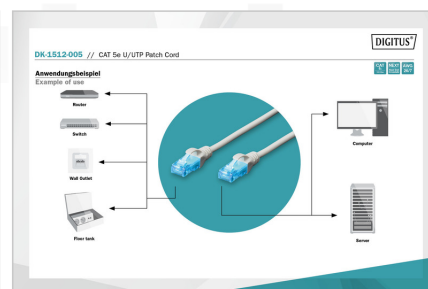 DIGITUS®
DK-1512-005 // CAT 5e U/UTP Patch Cord
Anwendungsbeispiel
Example of use
Router
Switch
Wall Outlet
Floor tank
Computer
Server